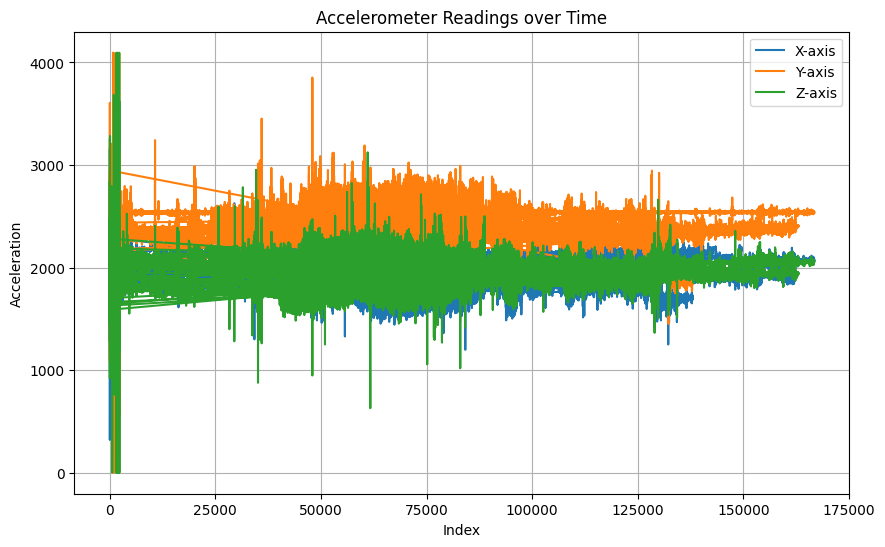 Accelerometer Readings over Time
X-axis
Y-axis
Z-axis
Acceleration
4000
3000
2000
1000
0
0 25000 50000 75000 100000 125000 150000 175000
Index